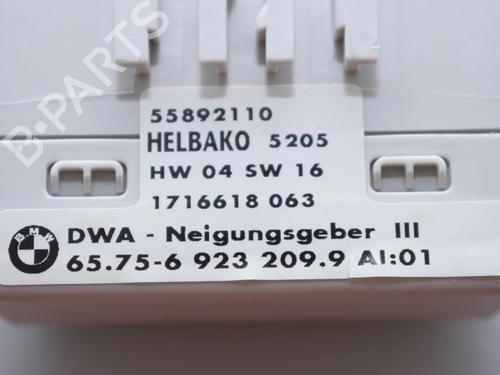 55892110
HELBAKO 5205
HW 04 SW 16
1716618 063
BMW
DWA - Neigungsgeber III
65.75-6 923 209.9 AI:01
B-PARTS